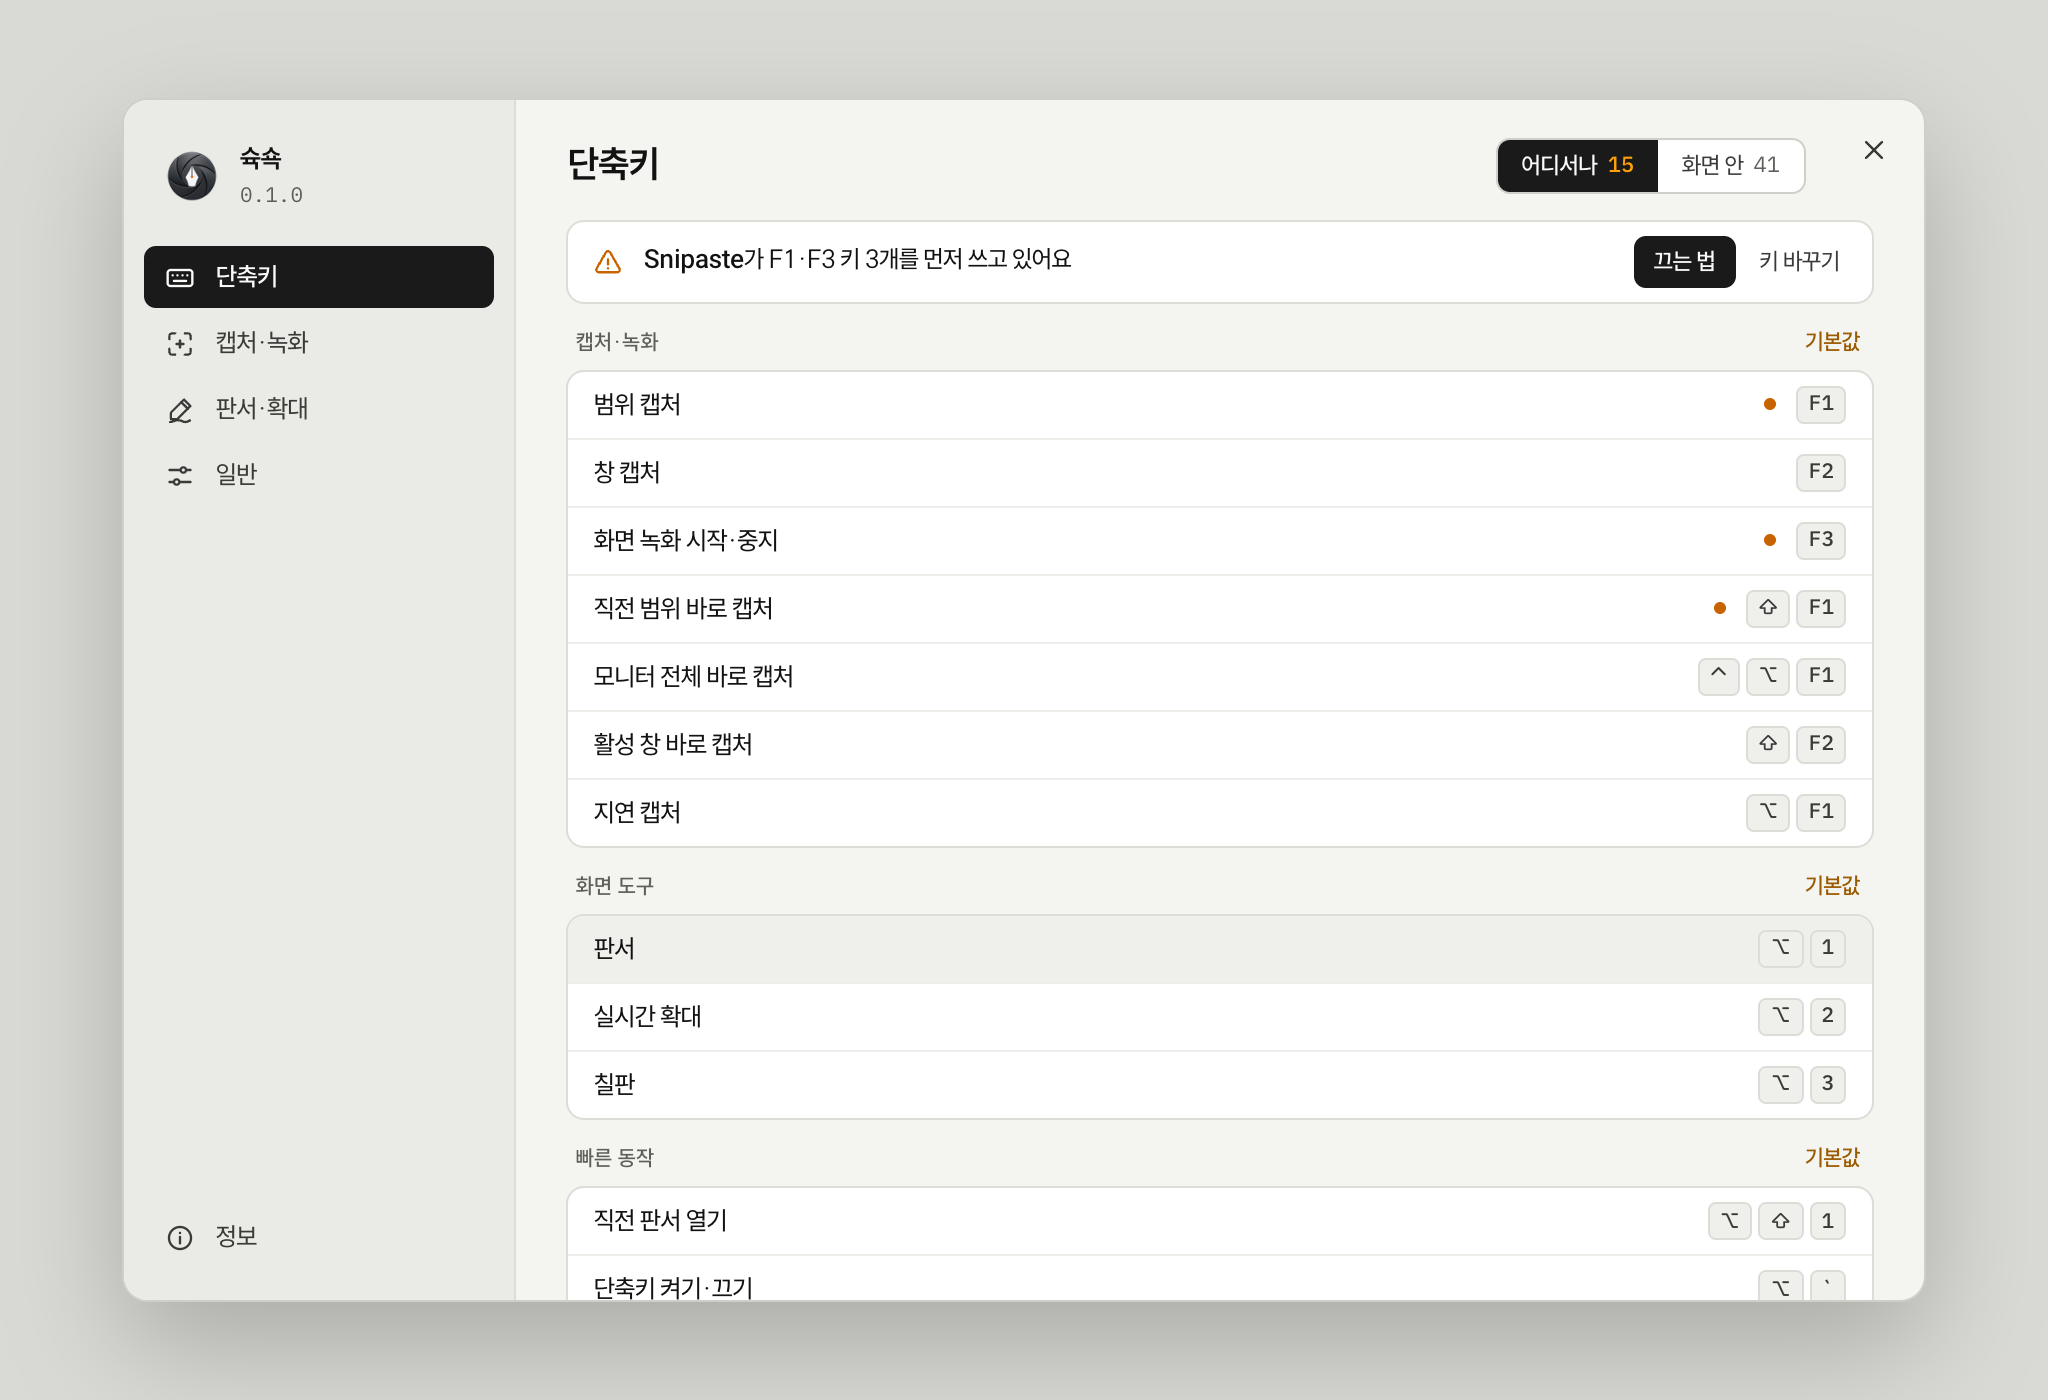 슉쇽
0.1.0
단축키
캡처·녹화
판서·확대
일반
정보
단축키
어디서나 15 화면 안 41
Snipaste가 F1·F3 키 3개를 먼저 쓰고 있어요 끄는 법 키 바꾸기
캡처·녹화 기본값
범위 캡처 F1
창 캡처 F2
화면 녹화 시작·중지 F3
직전 범위 바로 캡처 ⇧ F1
모니터 전체 바로 캡처 ^ ⌥ F1
활성 창 바로 캡처 ⇧ F2
지연 캡처 ⌥ F1
화면 도구 기본값
판서 ⌥ 1
실시간 확대 ⌥ 2
칠판 ⌥ 3
빠른 동작 기본값
직전 판서 열기 ⌥ ⇧ 1
단축키 켜기·끄기 ⌥ `